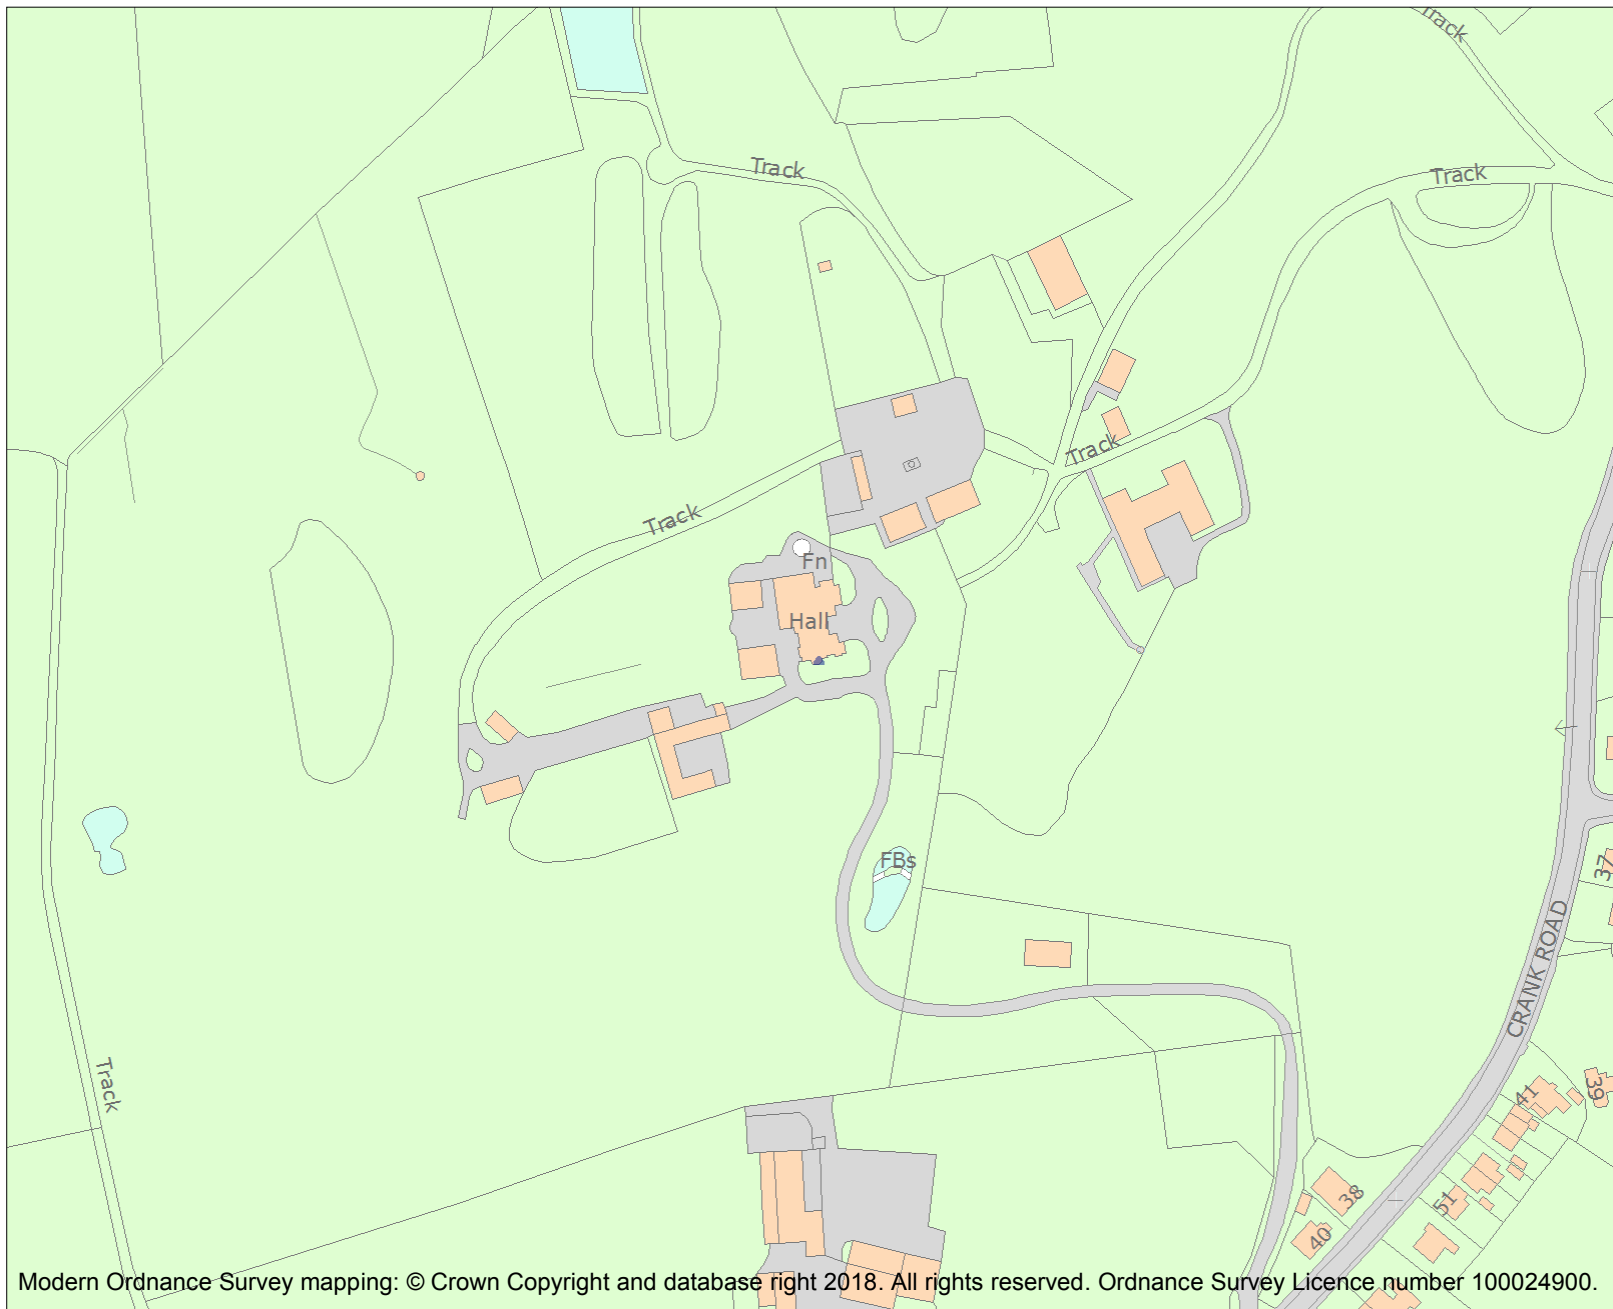 Track
Track
Track
Track
Track
Fn
Hall
FBs
37
CRANK ROAD
Track
41
39
51
38
40
Modern Ordnance Survey mapping: © Crown Copyright and database right 2018. All rights reserved. Ordnance Survey Licence number 100024900.